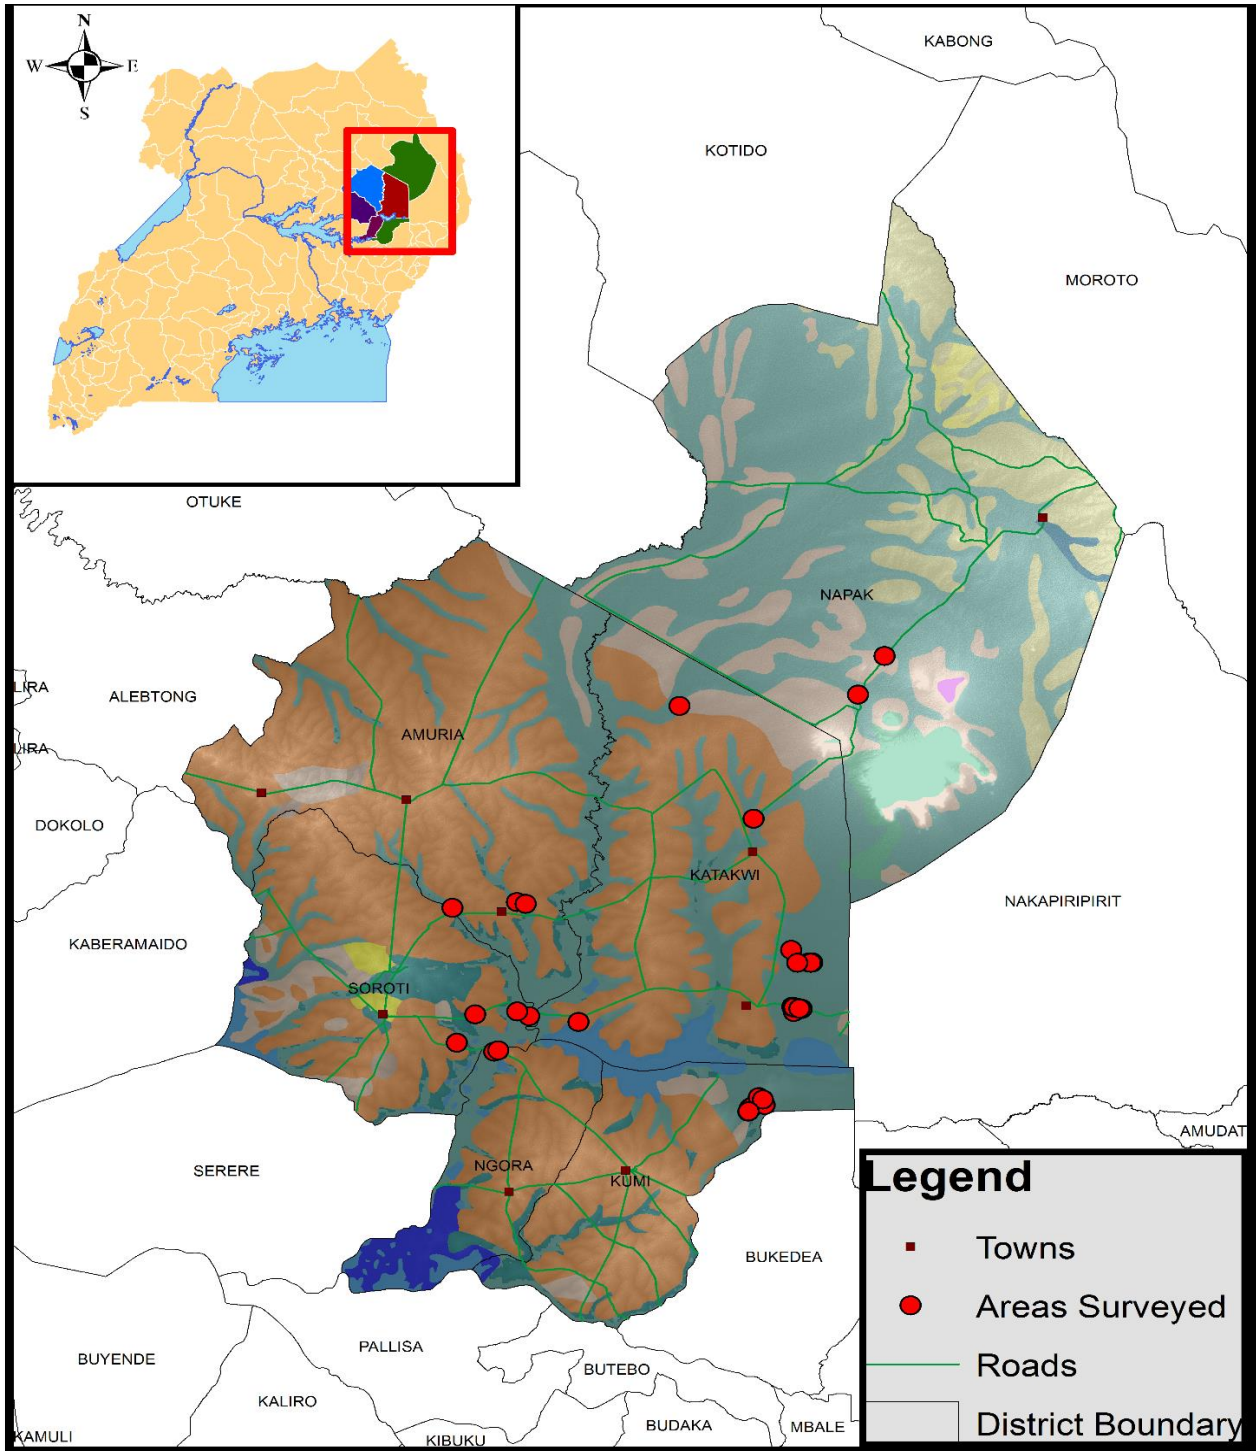 N
W E
S
KABONG
KOTIDO
MOROTO
OTUKE
NAPAK
LIRA
ALEBTONG
AMURIA
LIRA
DOKOLO
KATAKWI
NAKAPIRIPIRIT
KABERAMAIDO
SOROTI
AMUDAT
SERERE
NGORA
KUMI
BUKEDEA
PALLISA
BUYENDE
BUTEBO
KALIRO
BUDAKA
MBALE
KAMULI
KIBUKU
Legend
Towns
Areas Surveyed
Roads
District Boundary